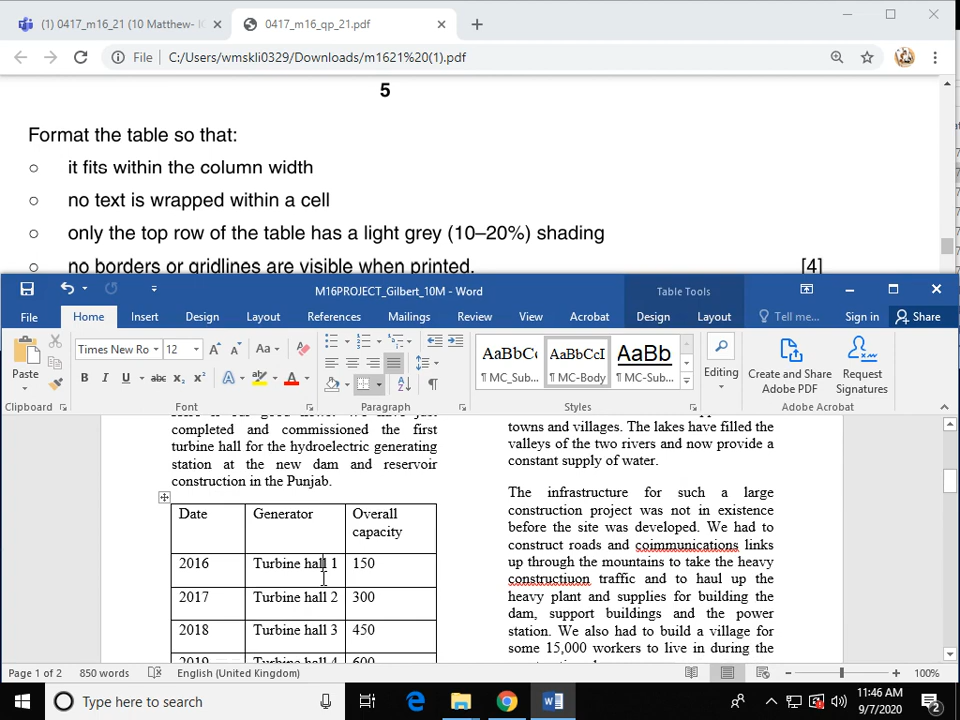 (1) 0417_m16_21 (10 Matthew- I
0417_m16_qp_21.pdf
File
C:/Users/wmskli0329/Downloads/m1621%20(1).pdf
5
Format the table so that:
it fits within the column width
no text is wrapped within a cell
only the top row of the table has a light grey (10–20%) shading
no borders or gridlines are visible when printed. [4]
M16PROJECT_Gilbert_10M - Word
Table Tools
File Home Insert Design Layout References Mailings Review View Acrobat Design Layout Tell me... Sign in Share
Times New Ro 12
Paste
AaBbC
AaBbCcI
AaBb
¶ MC_Sub...
¶ MC-Body
¶ MC-Sub...
Editing
Create and Share Adobe PDF
Request Signatures
Clipboard Font Paragraph Styles Adobe Acrobat
completed and commissioned the first
turbine hall for the hydroelectric generating
station at the new dam and reservoir
construction in the Punjab.
Date Generator Overall capacity
2016 Turbine hall 1 150
2017 Turbine hall 2 300
2018 Turbine hall 3 450
2019 Turbine hall 4 600
towns and villages. The lakes have filled the
valleys of the two rivers and now provide a
constant supply of water.
The infrastructure for such a large
construction project was not in existence
before the site was developed. We had to
construct roads and coimmunications links
up through the mountains to take the heavy
constructiuon traffic and to haul up the
heavy plant and supplies for building the
dam, support buildings and the power
station. We also had to build a village for
some 15,000 workers to live in during the
Page 1 of 2 850 words English (United Kingdom) 100%
Type here to search
11:46 AM
9/7/2020
2